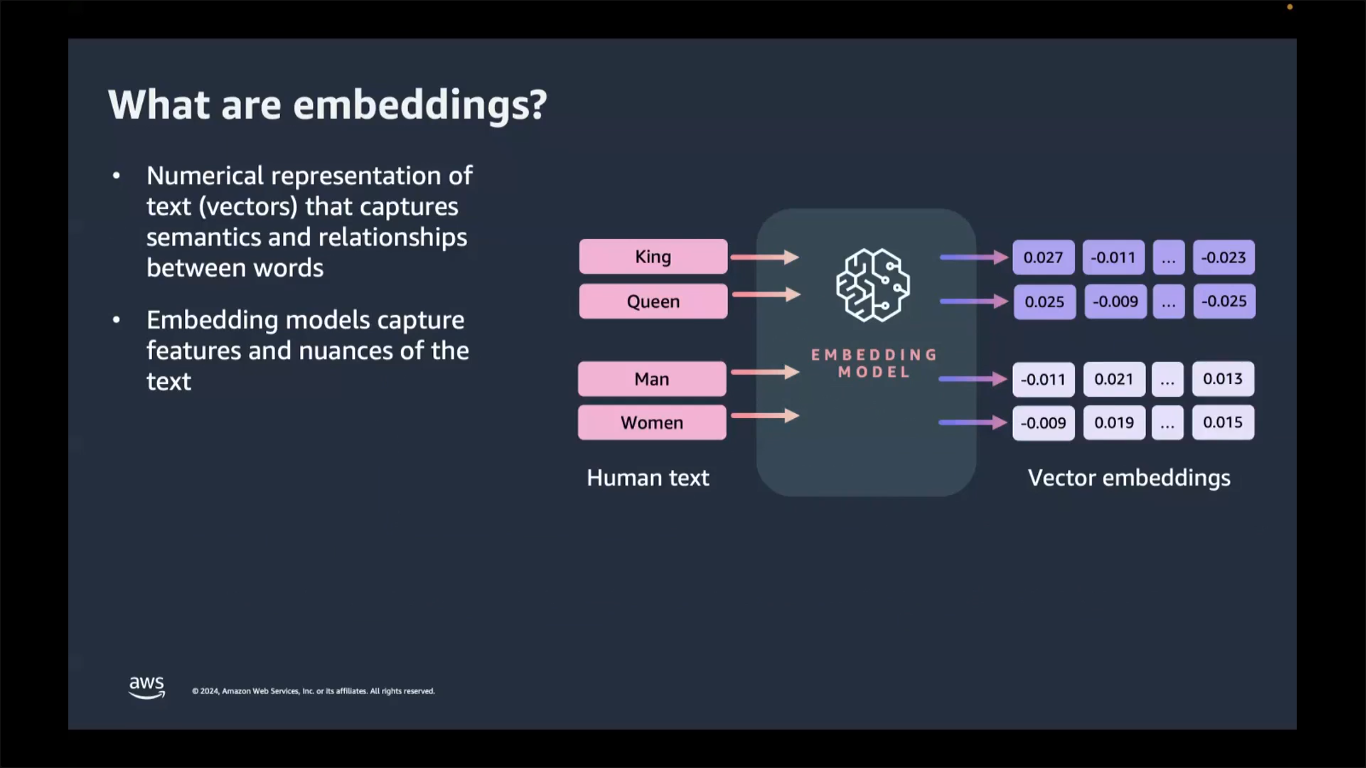 What are embeddings?
• Numerical representation of
text (vectors) that captures
semantics and relationships
between words
• Embedding models capture
features and nuances of the
text
King
Queen
Man
Women
Human text
EMBEDDING
MODEL
0.027 -0.011 ... -0.023
0.025 -0.009 ... -0.025
-0.011 0.021 ... 0.013
-0.009 0.019 ... 0.015
Vector embeddings
aws
© 2024, Amazon Web Services, Inc. or its affiliates. All rights reserved.